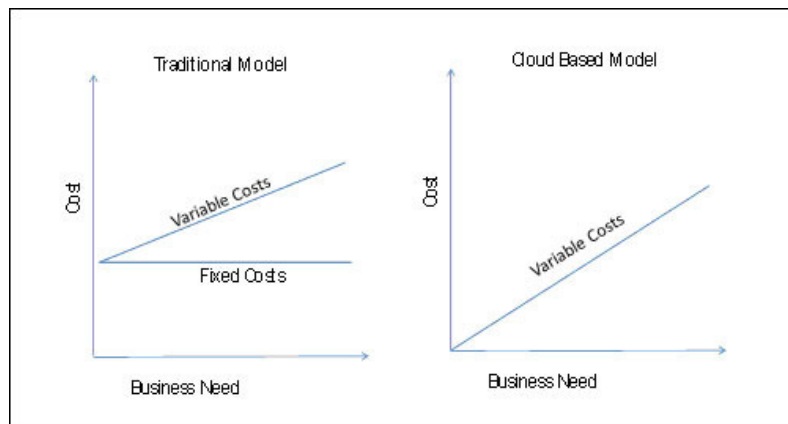 Traditional Model
Cost
Variable Costs
Fixed Costs
Business Need
Cloud Based Model
Cost
Variable Costs
Business Need